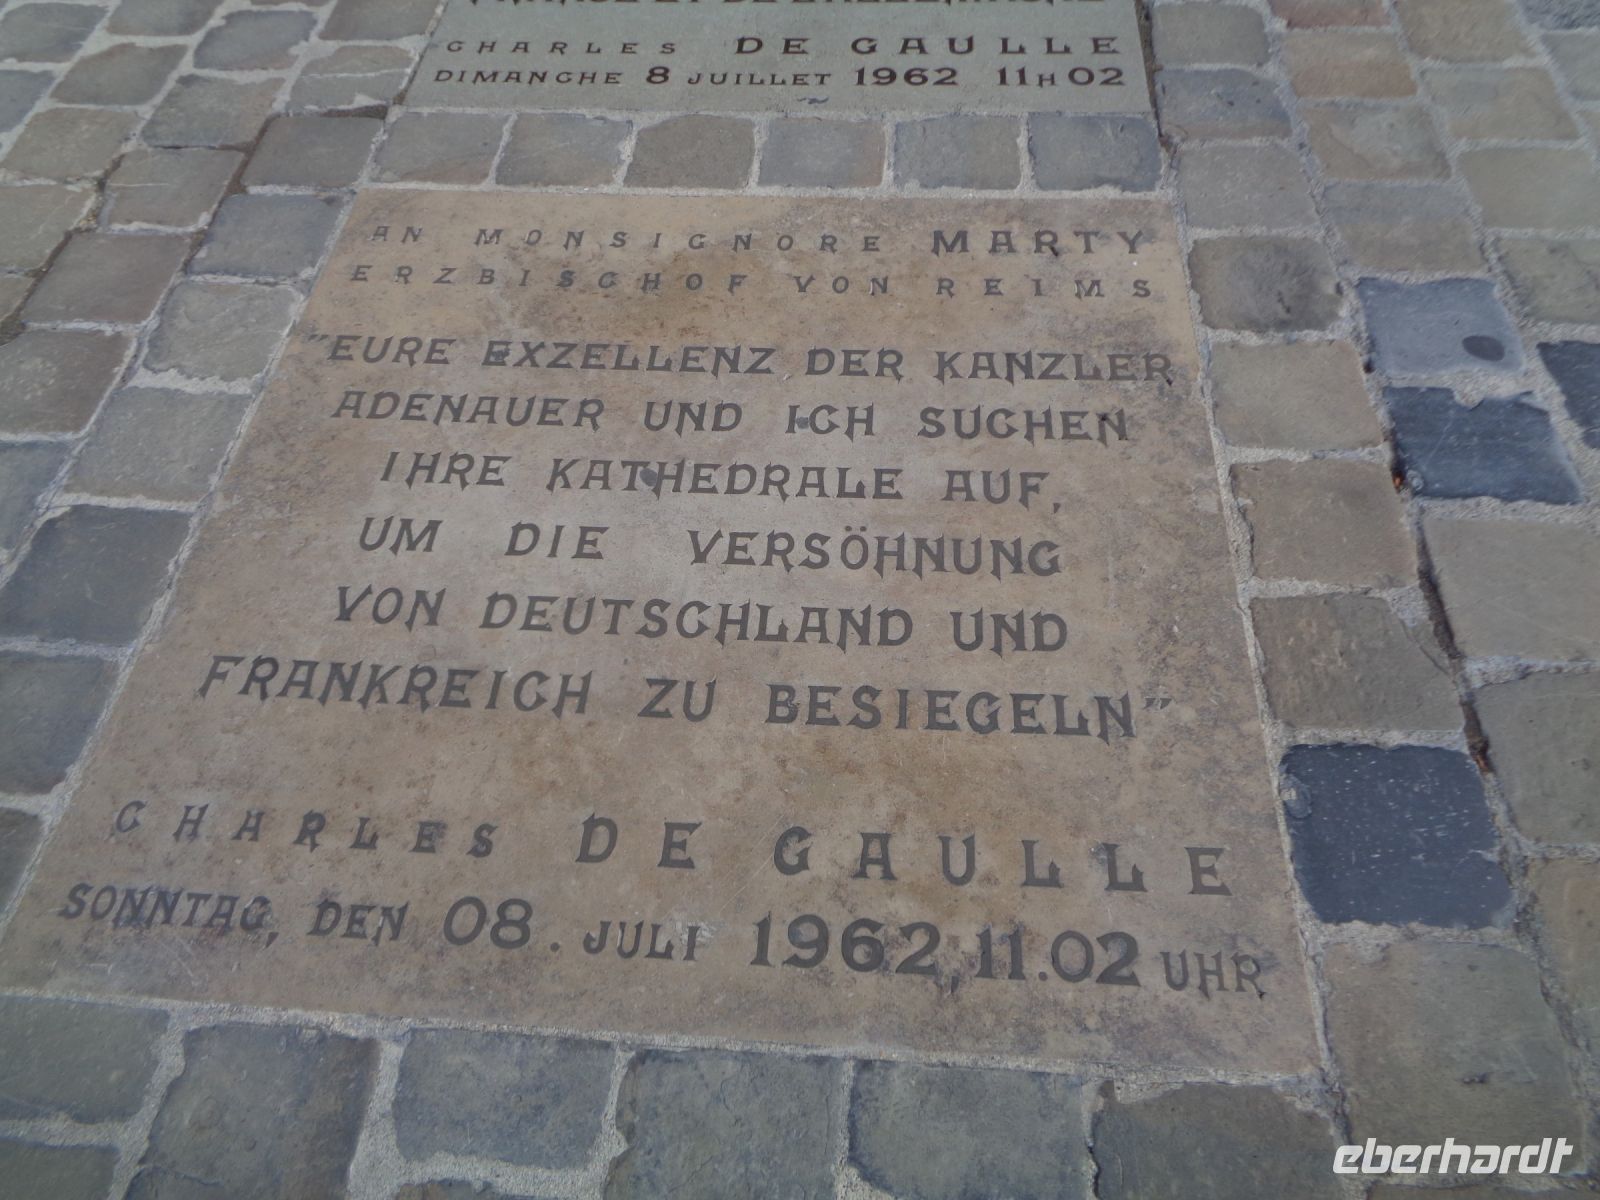 CHARLES DE GAULLE
DIMANCHE 8 JUILLET 1962 11H02
AN MONSIGNORE MARTY
ERZBISCHOF VON REIMS
"EURE EXZELLENZ DER KANZLER
ADENAUER UND ICH SUCHEN
IHRE KATHEDRALE AUF,
UM DIE VERSÖHNUNG
VON DEUTSCHLAND UND
FRANKREICH ZU BESIEGELN"
CHARLES DE GAULLE
SONNTAG, DEN 08. JULI 1962, 11.02 UHR
eberhardt